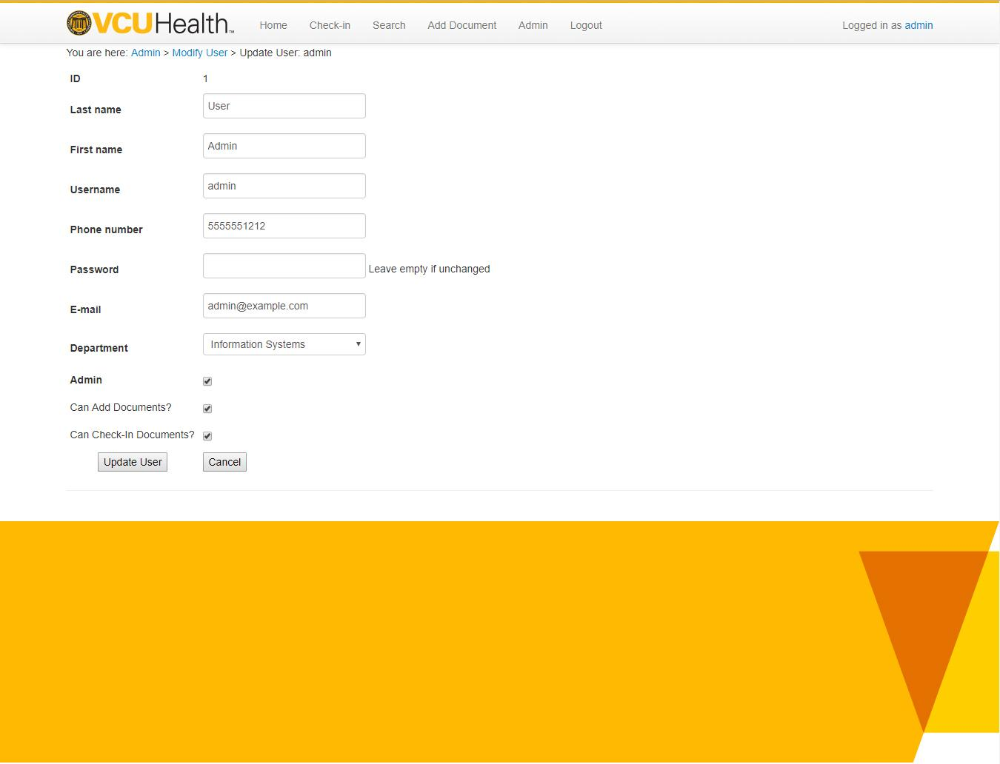 VCUHealth™ Home Check-in Search Add Document Admin Logout Logged in as admin
You are here: Admin > Modify User > Update User: admin
ID 1
Last name User
First name Admin
Username admin
Phone number 5555551212
Password Leave empty if unchanged
E-mail admin@example.com
Department Information Systems
Admin
Can Add Documents?
Can Check-In Documents?
Update User Cancel